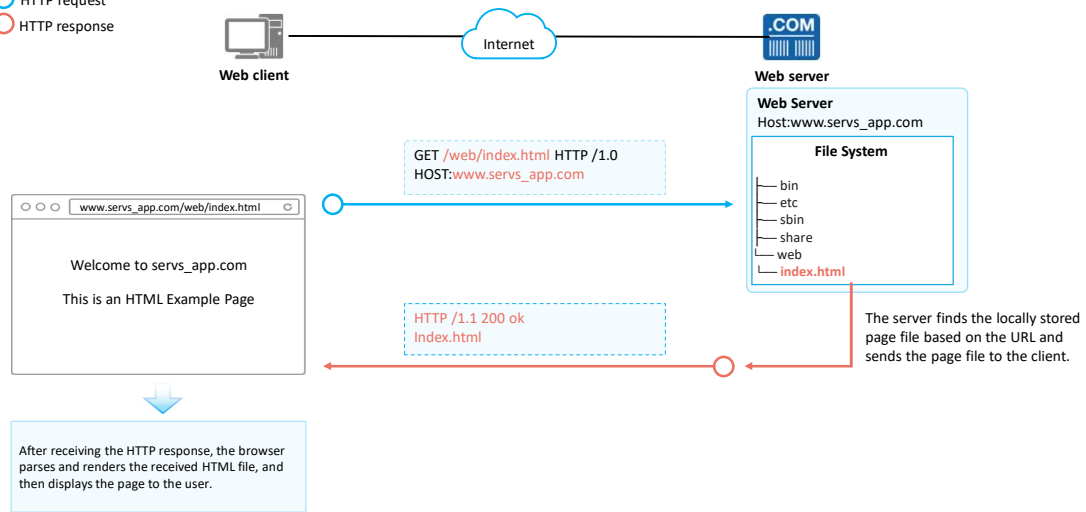 HTTP request
HTTP response
.COM
Internet
Web client
Web server
Web Server
Host:www.servs_app.com
File System
bin
etc
sbin
share
web
index.html
GET /web/index.html HTTP /1.0
HOST:www.servs_app.com
www.servs_app.com/web/index.html
Welcome to servs_app.com
This is an HTML Example Page
HTTP /1.1 200 ok
Index.html
The server finds the locally stored
page file based on the URL and
sends the page file to the client.
After receiving the HTTP response, the browser
parses and renders the received HTML file, and
then displays the page to the user.